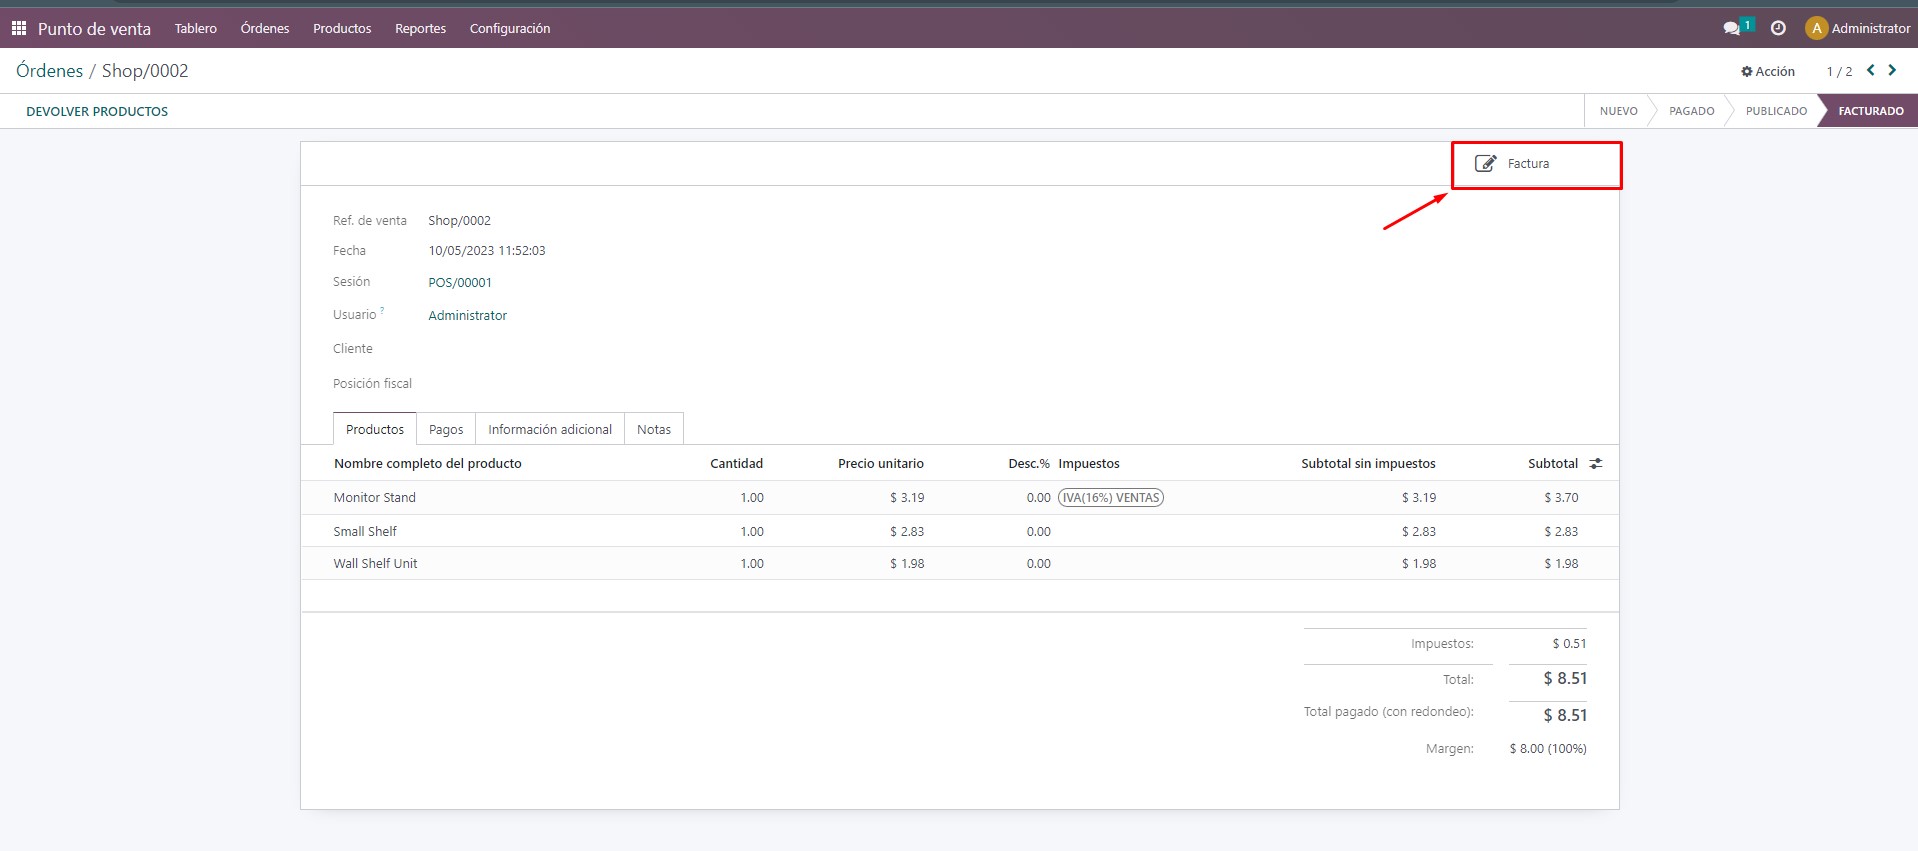 Punto de venta Tablero Órdenes Productos Reportes Configuración 1 A Administrator
Órdenes / Shop/0002 Acción 1 / 2
DEVOLVER PRODUCTOS NUEVO PAGADO PUBLICADO FACTURADO
Factura
Ref. de venta Shop/0002
Fecha 10/05/2023 11:52:03
Sesión POS/00001
Usuario ? Administrator
Cliente
Posición fiscal
Productos Pagos Información adicional Notas
Nombre completo del producto Cantidad Precio unitario Desc.% Impuestos Subtotal sin impuestos Subtotal
Monitor Stand 1.00 $ 3.19 0.00 IVA(16%) VENTAS $ 3.19 $ 3.70
Small Shelf 1.00 $ 2.83 0.00 $ 2.83 $ 2.83
Wall Shelf Unit 1.00 $ 1.98 0.00 $ 1.98 $ 1.98
Impuestos: $ 0.51
Total: $ 8.51
Total pagado (con redondeo): $ 8.51
Margen: $ 8.00 (100%)